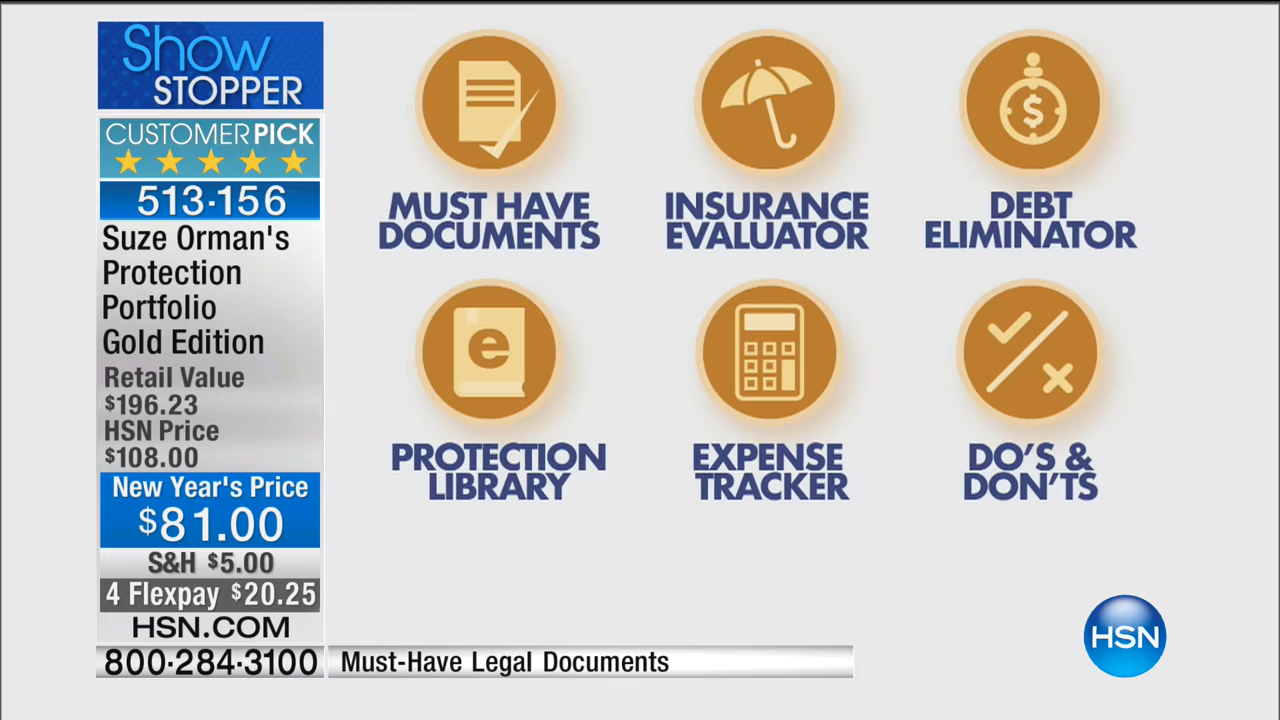 Show
STOPPER
CUSTOMERPICK
513-156
Suze Orman's
Protection
Portfolio
Gold Edition
Retail Value
$196.23
HSN Price
$108.00
New Year's Price
$81.00
S&H $5.00
4 Flexpay $20.25
HSN.COM
800-284-3100
MUST HAVE
DOCUMENTS
INSURANCE
EVALUATOR
$
DEBT
ELIMINATOR
e
PROTECTION
LIBRARY
EXPENSE
TRACKER
DO'S &
DON'TS
HSN
Must-Have Legal Documents